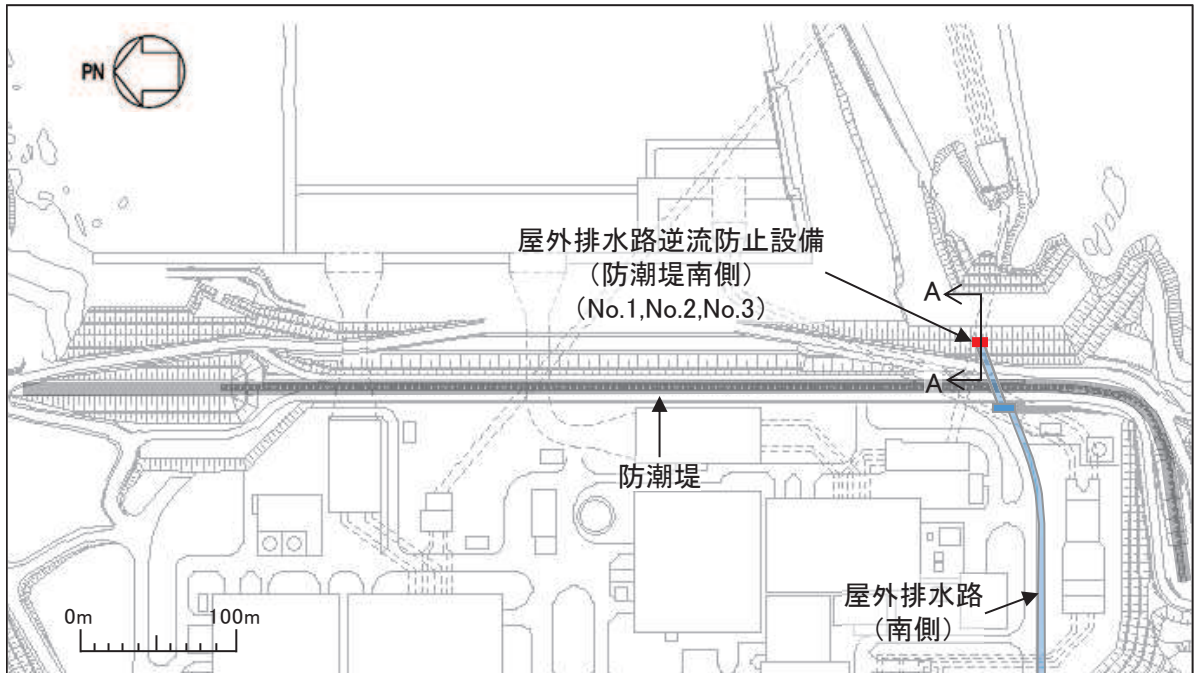 PN
屋外排水路逆流防止設備
（防潮堤南側）
（No.1,No.2,No.3）
A
A
防潮堤
屋外排水路
（南側）
0m
100m